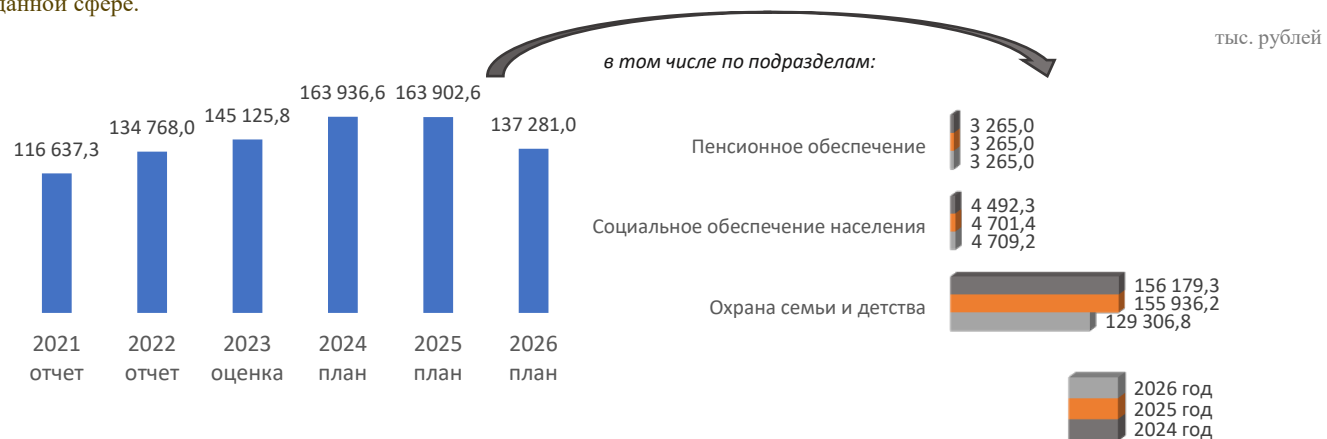 данной сфере.
тыс. рублей
в том числе по подразделам:
116 637,3
134 768,0
145 125,8
163 936,6
163 902,6
137 281,0
2021
отчет
2022
отчет
2023
оценка
2024
план
2025
план
2026
план
Пенсионное обеспечение
3 265,0
3 265,0
3 265,0
Социальное обеспечение населения
4 492,3
4 701,4
4 709,2
Охрана семьи и детства
156 179,3
155 936,2
129 306,8
2026 год
2025 год
2024 год